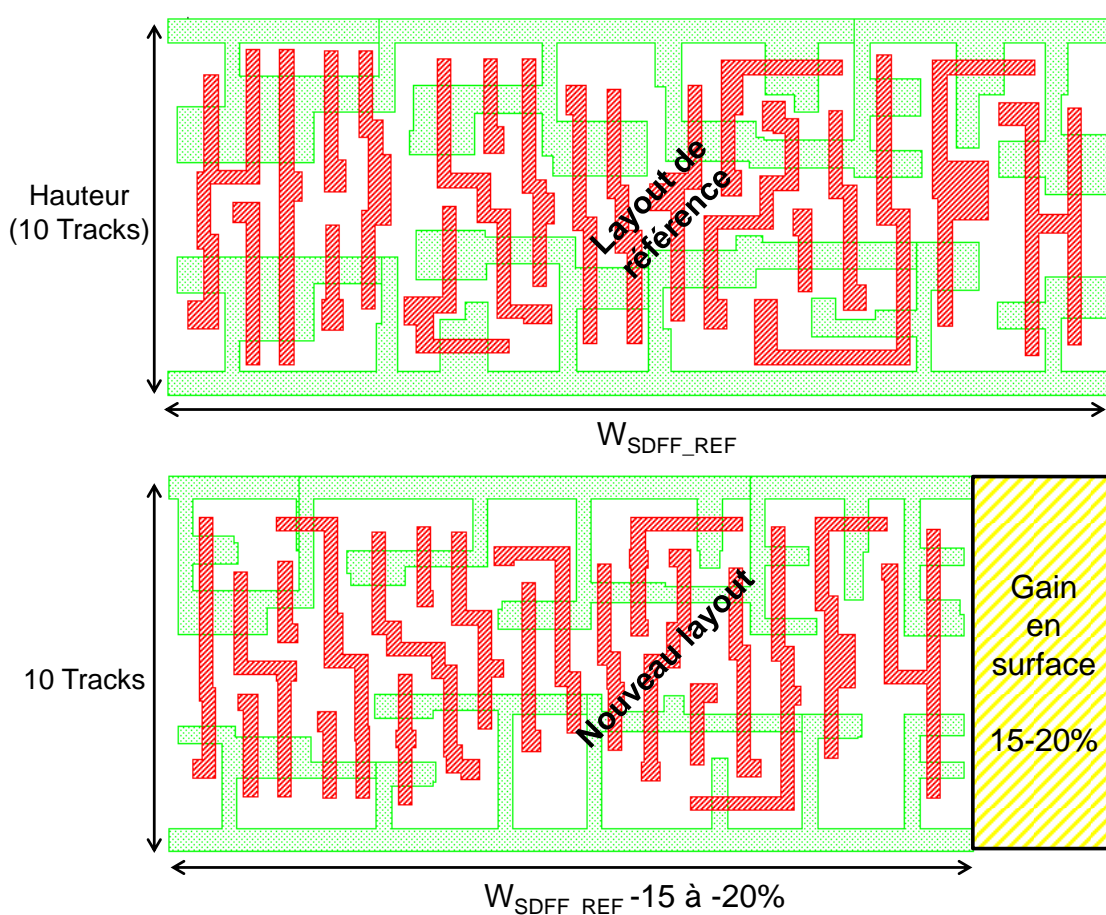 Hauteur
(10 Tracks)
Layout de
référence
W_SDFF_REF
10 Tracks
Nouveau layout
Gain
en
surface
15-20%
W_SDFF_REF -15 à -20%